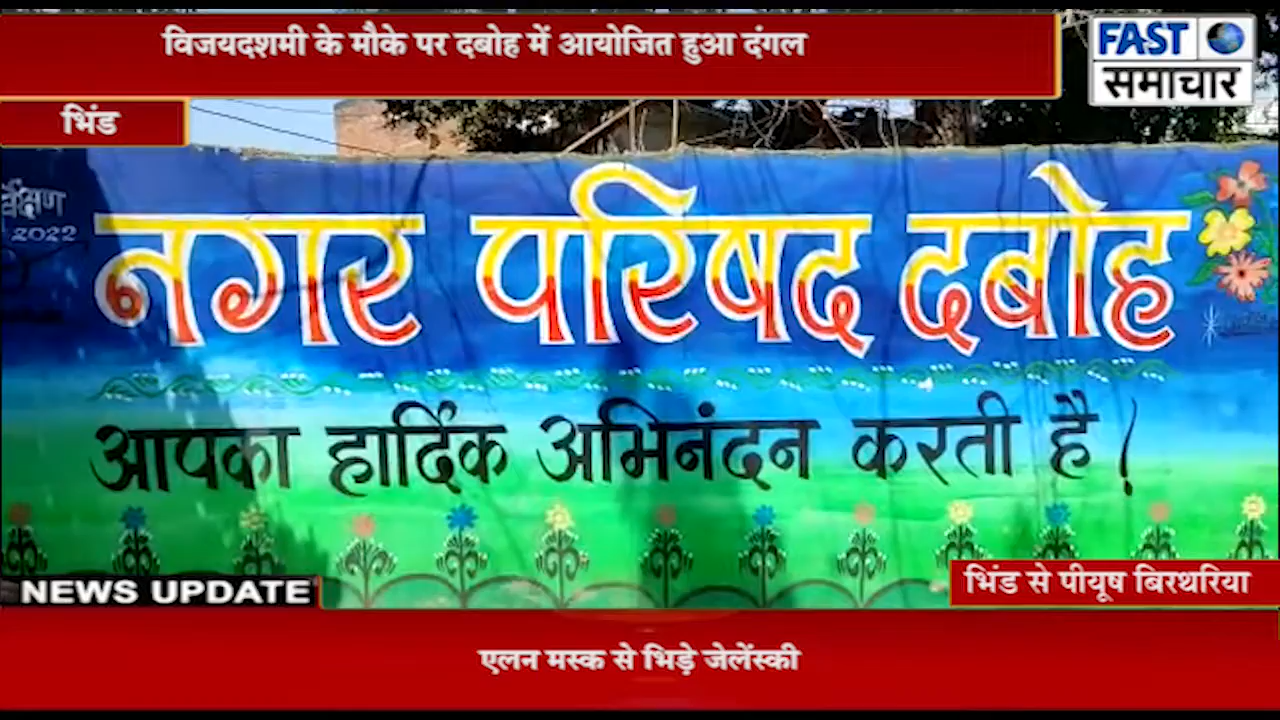 विजयदशमी के मौके पर दबोह में आयोजित हुआ दंगल
FAST
समाचार
भिंड
2022
नगर परिषद दबोह
आपका हार्दिक अभिनंदन करती है!
NEWS UPDATE
भिंड से पीयूष बिरथरिया
एलन मस्क से भिड़े जेलेंस्की